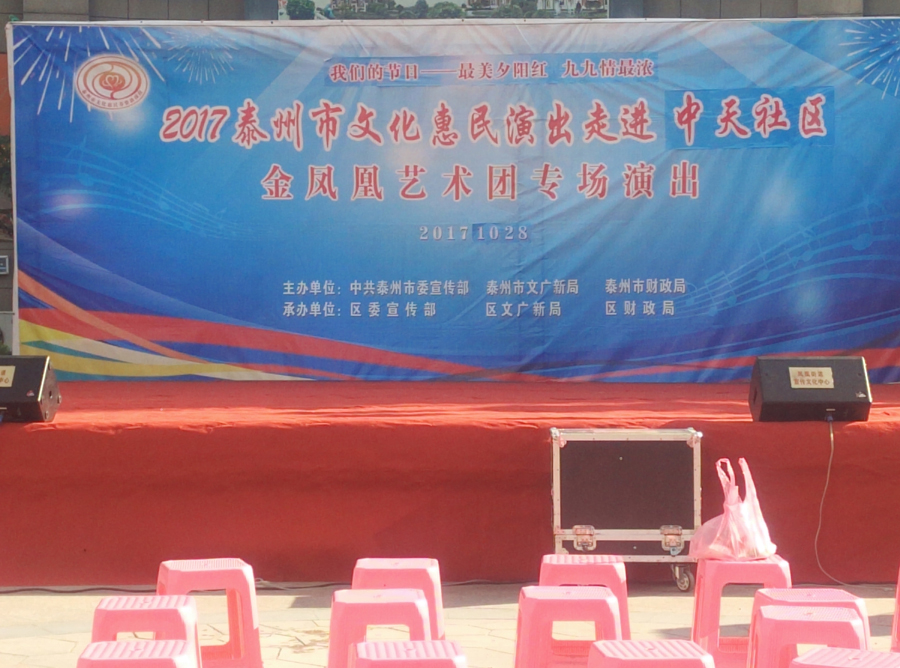 我们的节日——最美夕阳红 九九情最浓
2017泰州市文化惠民演出走进 中天社区
金凤凰艺术团专场演出
2017 10 28
主办单位：中共泰州市委宣传部 泰州市文广新局 泰州市财政局
承办单位：区委宣传部 区文广新局 区财政局